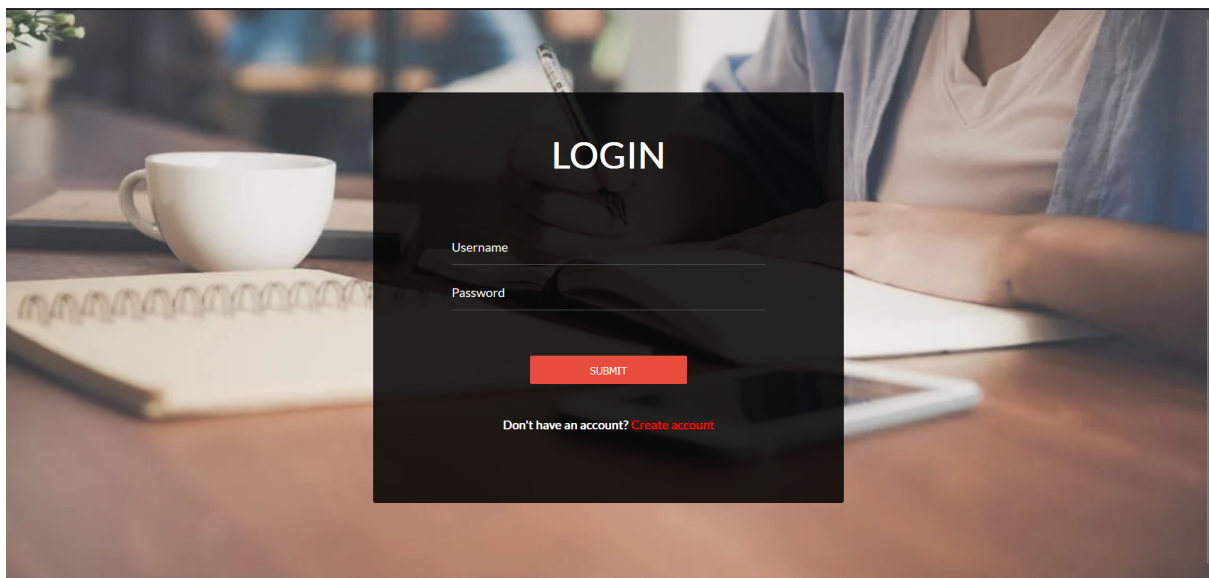 LOGIN
Username
Password
SUBMIT
Don't have an account? Create account